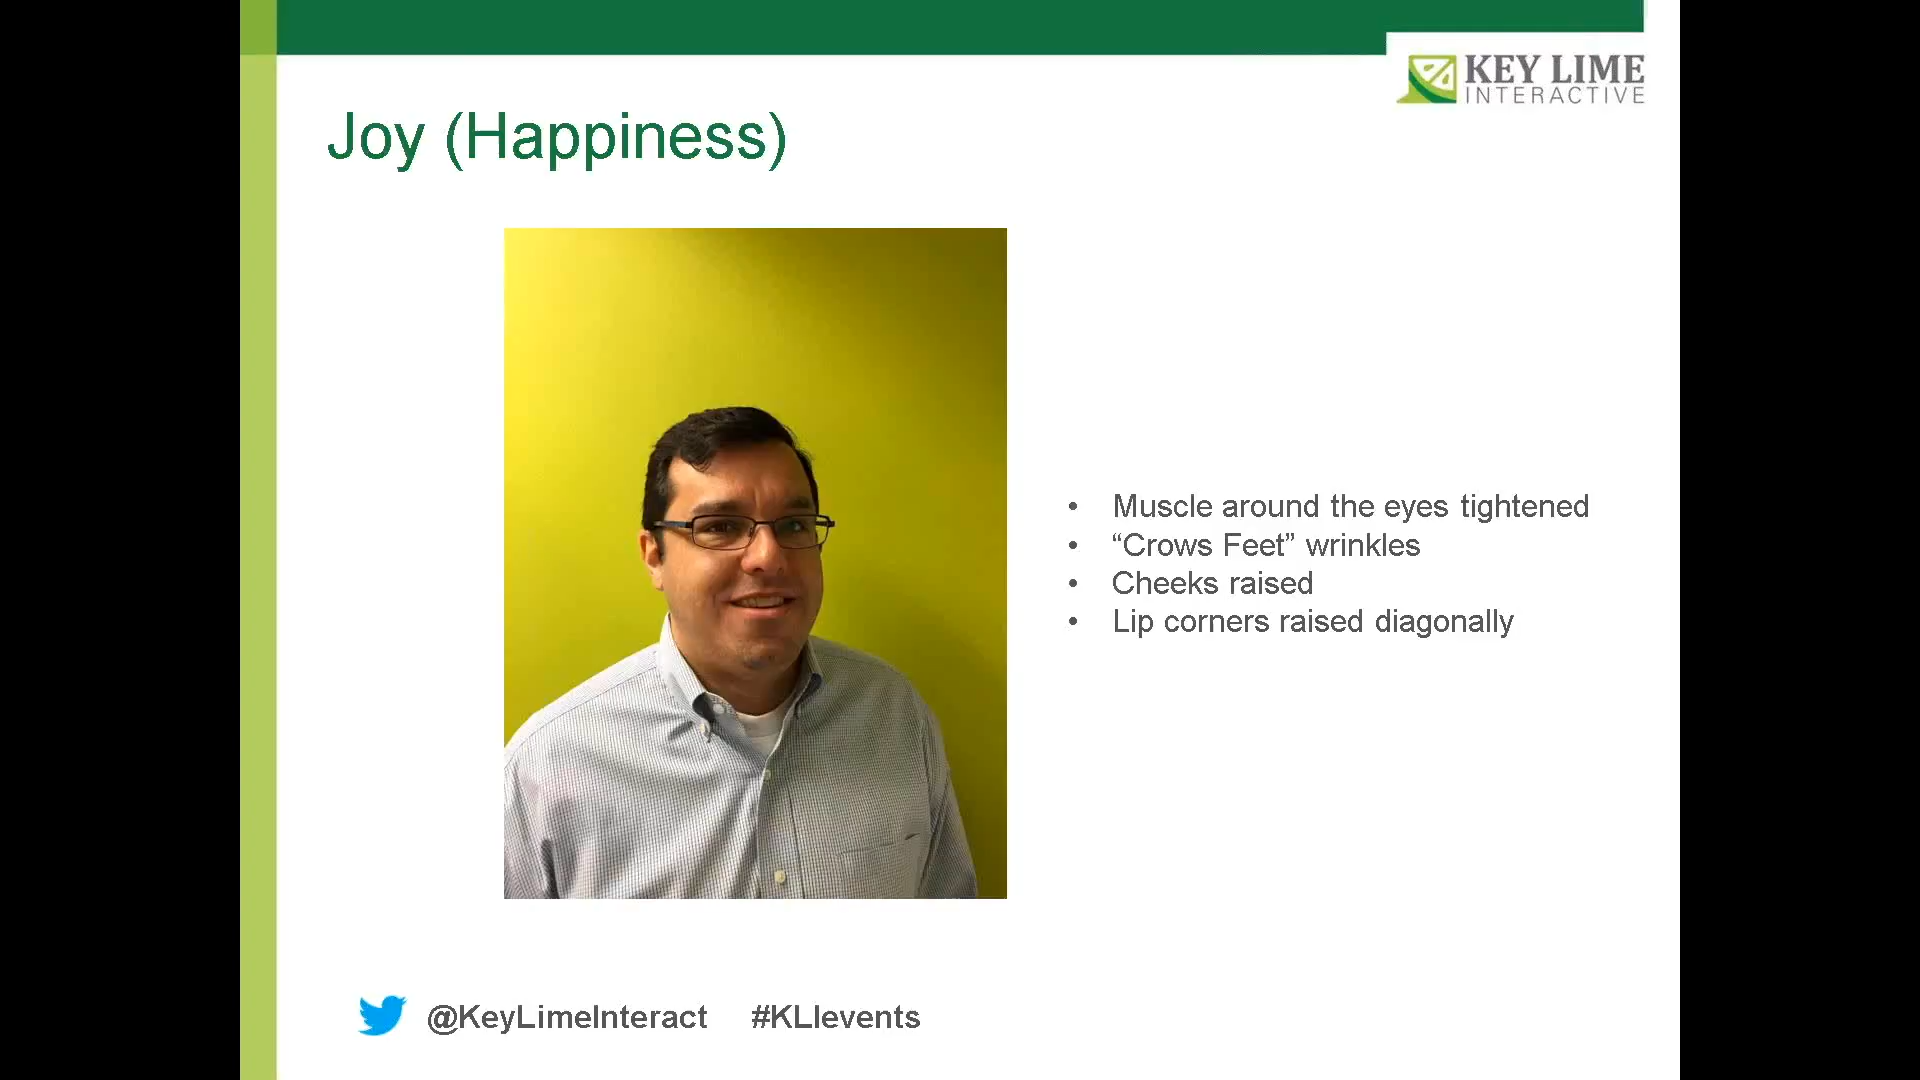 KEY LIME
INTERACTIVE
Joy (Happiness)
• Muscle around the eyes tightened
• “Crows Feet” wrinkles
• Cheeks raised
• Lip corners raised diagonally
@KeyLimeInteract #KLIevents